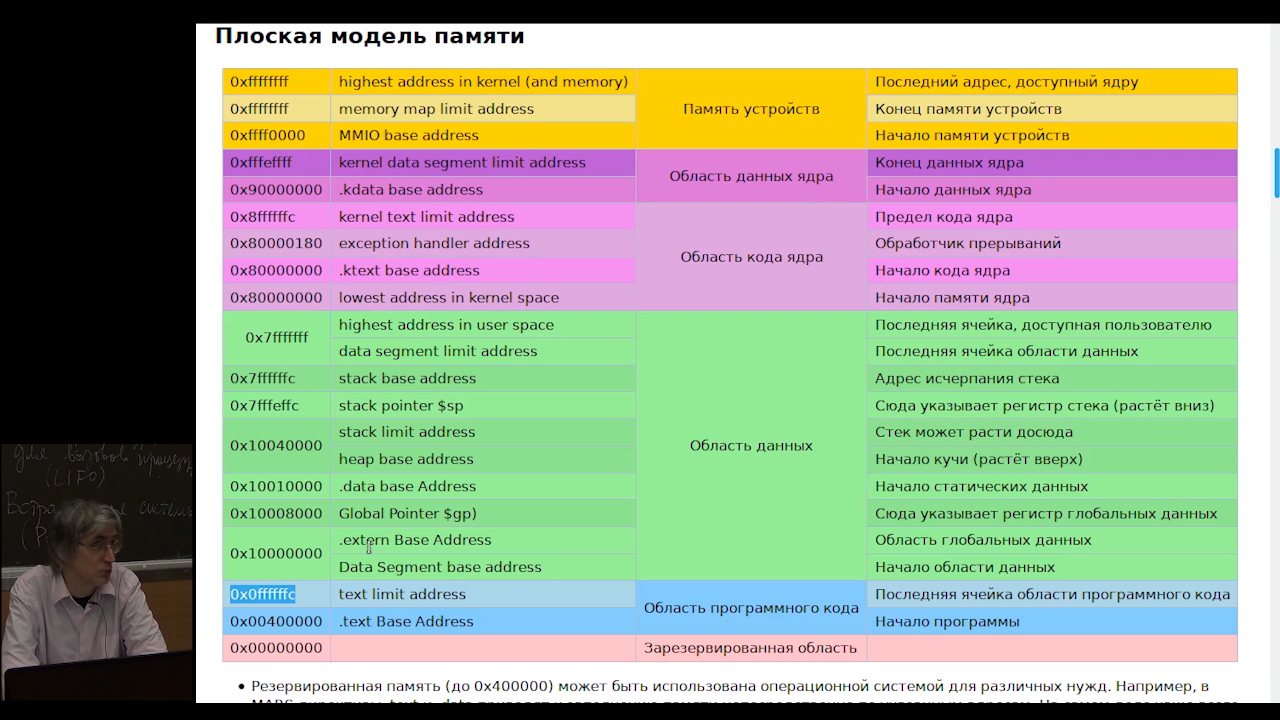 Плоская модель памяти
0xffffffff highest address in kernel (and memory) Память устройств Последний адрес, доступный ядру
0xffffffff memory map limit address Конец памяти устройств
0xffff0000 MMIO base address Начало памяти устройств
0xfffeffff kernel data segment limit address Область данных ядра Конец данных ядра
0x90000000 .kdata base address Начало данных ядра
0x8ffffffc kernel text limit address Область кода ядра Предел кода ядра
0x80000180 exception handler address Обработчик прерываний
0x80000000 .ktext base address Начало кода ядра
0x80000000 lowest address in kernel space Начало памяти ядра
0x7fffffff highest address in user space Область данных Последняя ячейка, доступная пользователю
data segment limit address Последняя ячейка области данных
0x7ffffffc stack base address Адрес исчерпания стека
0x7fffeffc stack pointer $sp Сюда указывает регистр стека (растёт вниз)
0x10040000 stack limit address Стек может расти досюда
heap base address Начало кучи (растёт вверх)
0x10010000 .data base Address Начало статических данных
0x10008000 Global Pointer $gp) Сюда указывает регистр глобальных данных
0x10000000 .extern Base Address Область глобальных данных
Data Segment base address Начало области данных
0x0ffffffc text limit address Область программного кода Последняя ячейка области программного кода
0x00400000 .text Base Address Начало программы
0x00000000 Зарезервированная область
• Резервированная память (до 0x400000) может быть использована операционной системой для различных нужд. Например, в
для вызовов
(LIFO)